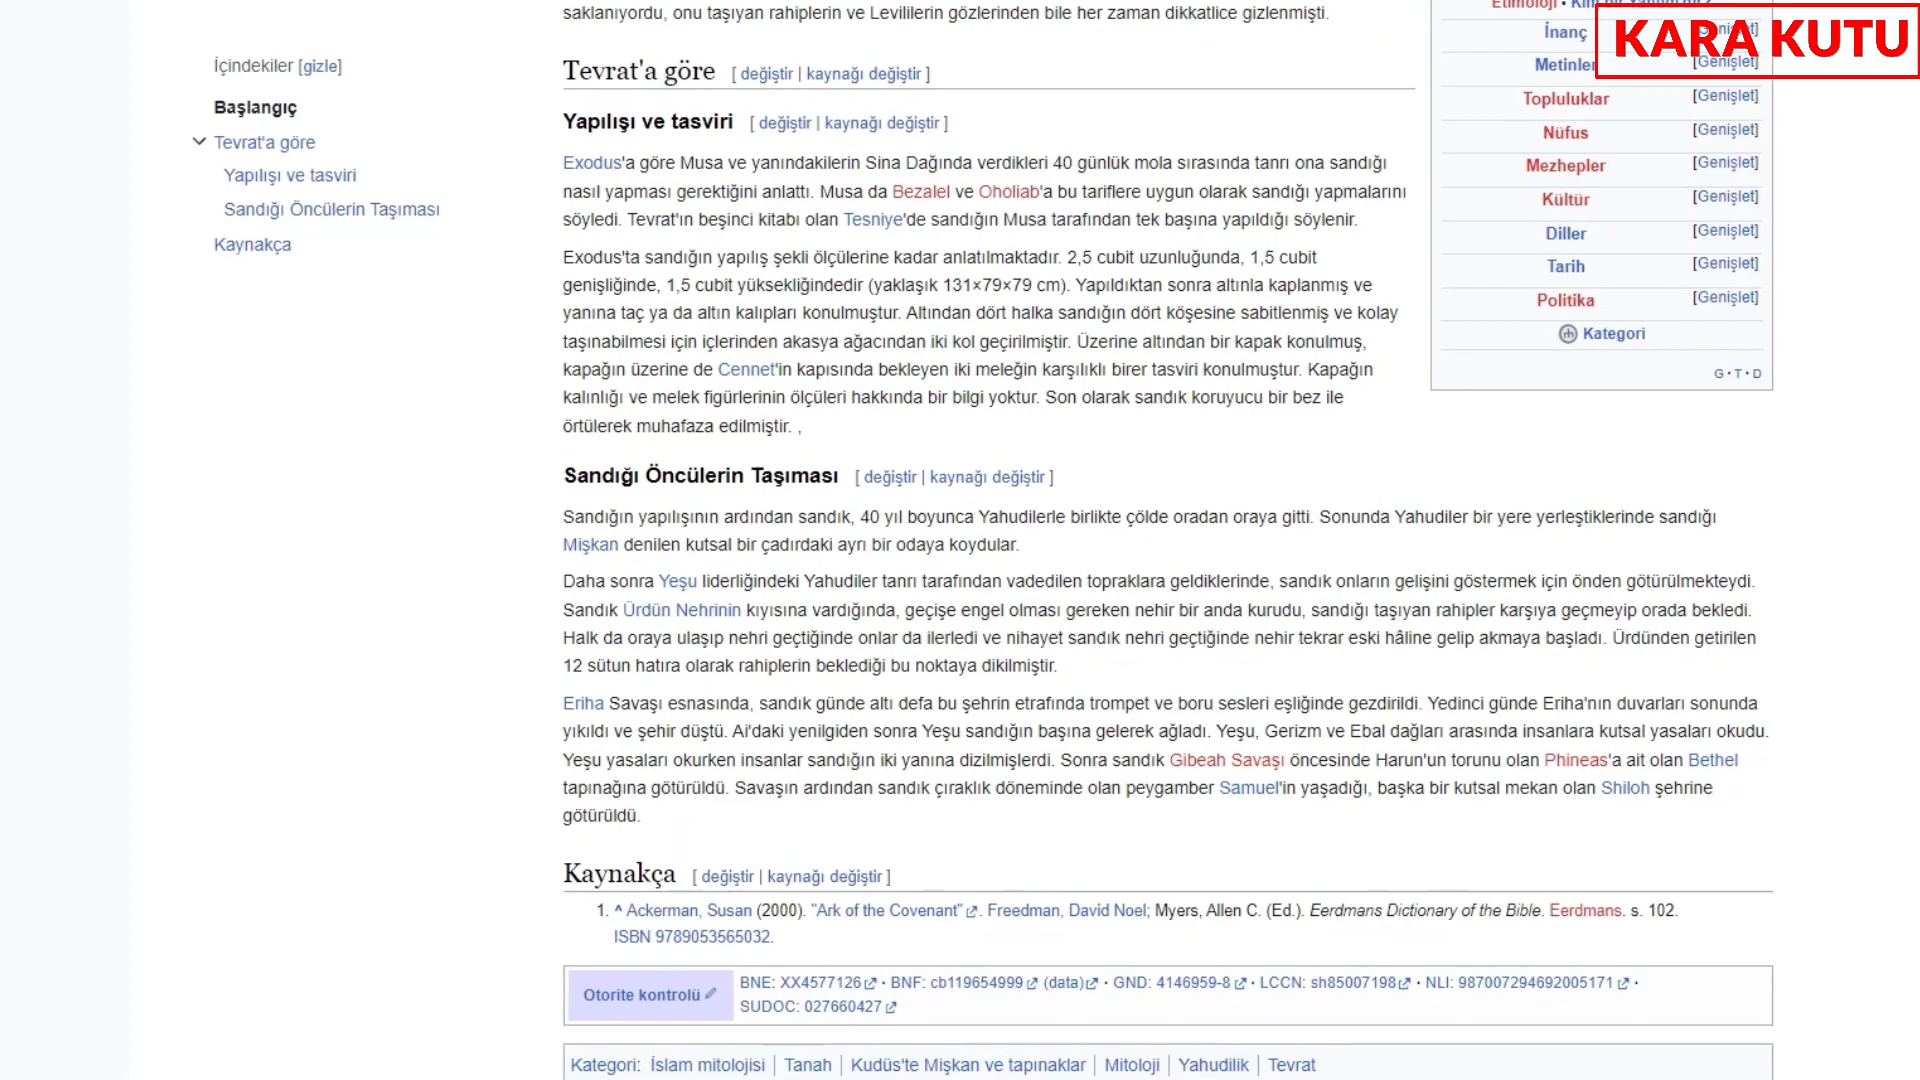 saklanıyordu, onu taşıyan rahiplerin ve Levililerin gözlerinden bile her zaman dikkatlice gizlenmişti.
İçindekiler [gizle]
Başlangıç
Tevrat'a göre
Yapılışı ve tasviri
Sandığı Öncülerin Taşıması
Kaynakça
Tevrat'a göre [ değiştir | kaynağı değiştir ]
Yapılışı ve tasviri [ değiştir | kaynağı değiştir ]
Exodus'a göre Musa ve yanındakilerin Sina Dağında verdikleri 40 günlük mola sırasında tanrı ona sandığı
nasıl yapması gerektiğini anlattı. Musa da Bezalel ve Oholiab'a bu tariflere uygun olarak sandığı yapmalarını
söyledi. Tevrat'ın beşinci kitabı olan Tesniye'de sandığın Musa tarafından tek başına yapıldığı söylenir.
Exodus'ta sandığın yapılış şekli ölçülerine kadar anlatılmaktadır. 2,5 cubit uzunluğunda, 1,5 cubit
genişliğinde, 1,5 cubit yüksekliğindedir (yaklaşık 131×79×79 cm). Yapıldıktan sonra altınla kaplanmış ve
yanına taç ya da altın kalıpları konulmuştur. Altından dört halka sandığın dört köşesine sabitlenmiş ve kolay
taşınabilmesi için içlerinden akasya ağacından iki kol geçirilmiştir. Üzerine altından bir kapak konulmuş,
kapağın üzerine de Cennet'in kapısında bekleyen iki meleğin karşılıklı birer tasviri konulmuştur. Kapağın
kalınlığı ve melek figürlerinin ölçüleri hakkında bir bilgi yoktur. Son olarak sandık koruyucu bir bez ile
örtülerek muhafaza edilmiştir. ,
Sandığı Öncülerin Taşıması [ değiştir | kaynağı değiştir ]
Sandığın yapılışının ardından sandık, 40 yıl boyunca Yahudilerle birlikte çölde oradan oraya gitti. Sonunda Yahudiler bir yere yerleştiklerinde sandığı
Mişkan denilen kutsal bir çadırdaki ayrı bir odaya koydular.
Daha sonra Yeşu liderliğindeki Yahudiler tanrı tarafından vadedilen topraklara geldiklerinde, sandık onların gelişini göstermek için önden götürülmekteydi.
Sandık Ürdün Nehrinin kıyısına vardığında, geçişe engel olması gereken nehir bir anda kurudu, sandığı taşıyan rahipler karşıya geçmeyip orada bekledi.
Halk da oraya ulaşıp nehri geçtiğinde onlar da ilerledi ve nihayet sandık nehri geçtiğinde nehir tekrar eski hâline gelip akmaya başladı. Ürdünden getirilen
12 sütun hatıra olarak rahiplerin beklediği bu noktaya dikilmiştir.
Eriha Savaşı esnasında, sandık günde altı defa bu şehrin etrafında trompet ve boru sesleri eşliğinde gezdirildi. Yedinci günde Eriha'nın duvarları sonunda
yıkıldı ve şehir düştü. Ai'daki yenilgiden sonra Yeşu sandığın başına gelerek ağladı. Yeşu, Gerizm ve Ebal dağları arasında insanlara kutsal yasaları okudu.
Yeşu yasaları okurken insanlar sandığın iki yanına dizilmişlerdi. Sonra sandık Gibeah Savaşı öncesinde Harun'un torunu olan Phineas'a ait olan Bethel
tapınağına götürüldü. Savaşın ardından sandık çıraklık döneminde olan peygamber Samuel'in yaşadığı, başka bir kutsal mekan olan Shiloh şehrine
götürüldü.
Kaynakça [ değiştir | kaynağı değiştir ]
1. ^ Ackerman, Susan (2000). "Ark of the Covenant". Freedman, David Noel; Myers, Allen C. (Ed.). Eerdmans Dictionary of the Bible. Eerdmans. s. 102.
ISBN 9789053565032.
Otorite kontrolü
BNE: XX4577126 · BNF: cb119654999 (data) · GND: 4146959-8 · LCCN: sh85007198 · NLI: 987007294692005171 ·
SUDOC: 027660427
Kategori: İslam mitolojisi | Tanah | Kudüs'te Mişkan ve tapınaklar | Mitoloji | Yahudilik | Tevrat
KARA KUTU
Etimoloji •
İnanç
Metinler [Genişlet]
Topluluklar [Genişlet]
Nüfus [Genişlet]
Mezhepler [Genişlet]
Kültür [Genişlet]
Diller [Genişlet]
Tarih [Genişlet]
Politika [Genişlet]
Kategori
G · T · D